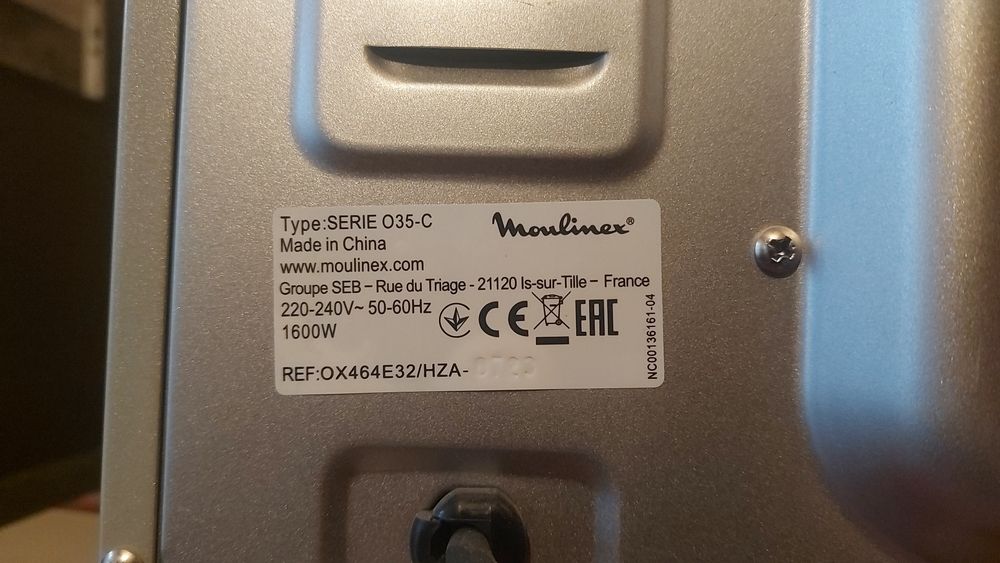 Type:SERIE O35-C
Moulinex®
Made in China
www.moulinex.com
Groupe SEB – Rue du Triage - 21120 Is-sur-Tille – France
220-240V~ 50-60Hz
1600W
CE
EAC
REF:OX464E32/HZA-
NC00136161-04